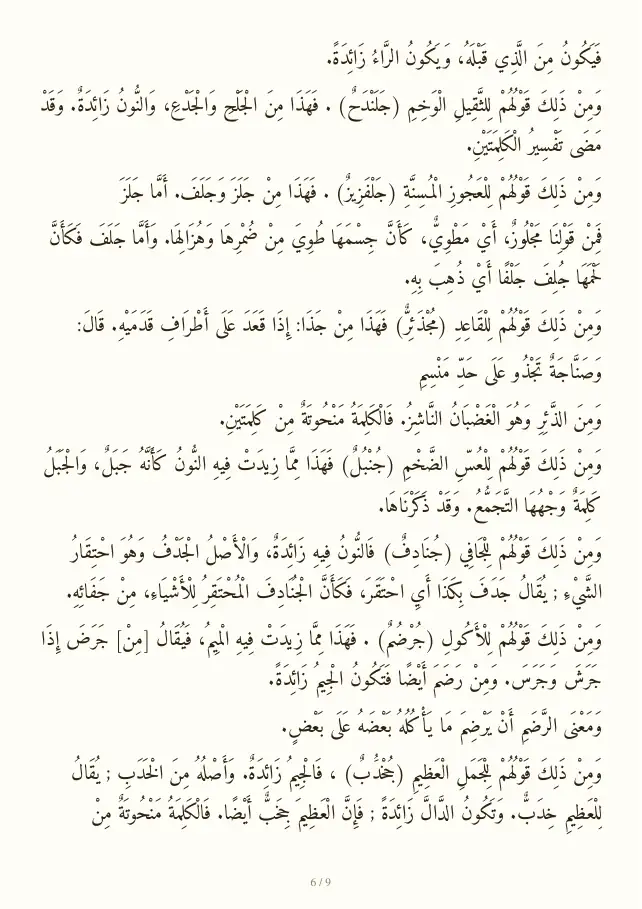 فَيَكُونُ مِنَ الَّذِي قَبْلَهُ، وَيَكُونُ الرَّاءُ زَائِدَةً.
وَمِنْ ذَلِكَ قَوْلُهُمْ لِلثَّقِيلِ الْوَخِمِ (جَلَنْدَحٌ) . فَهَذَا مِنَ الْجَلْحِ وَالْجَدْعِ، وَالنُّونُ زَائِدَةٌ. وَقَدْ
مَضَى تَفْسِيرُ الْكَلِمَتَيْنِ.
وَمِنْ ذَلِكَ قَوْلُهُمْ لِلْعَجُوزِ الْمُسِنَّةِ (جَلْفَزِيزٌ) . فَهَذَا مِنْ جَلَزَ وَجَلَفَ. أَمَّا جَلَزَ
فَمِنْ قَوْلِنَا مَجْلُوزٌ، أَيْ مَطْوِيٌّ، كَأَنَّ جِسْمَهَا طُوِيَ مِنْ ضُمْرِهَا وَهُزَالِهَا. وَأَمَّا جَلَفَ فَكَأَنَّ
لَحْمَهَا جُلِفَ جَلْفًا أَيْ ذُهِبَ بِهِ.
وَمِنْ ذَلِكَ قَوْلُهُمْ لِلْقَاعِدِ (مُجْذَئِرٌّ) فَهَذَا مِنْ جَذَا: إِذَا قَعَدَ عَلَى أَطْرَافِ قَدَمَيْهِ. قَالَ:
وَصَنَّاجَةٌ تَجْذُو عَلَى حَدِّ مَنْسِمِ
وَمِنَ الذَّئِرِ وَهُوَ الْغَضْبَانُ النَّاشِزُ. فَالْكَلِمَةُ مَنْحُوتَةٌ مِنْ كَلِمَتَيْنِ.
وَمِنْ ذَلِكَ قَوْلُهُمْ لِلْعُسِّ الضَّخْمِ (جُنْبُلٌ) فَهَذَا مِمَّا زِيدَتْ فِيهِ النُّونُ كَأَنَّهُ جَبَلٌ، وَالْجَبَلُ
كَلِمَةٌ وَجْهُهَا التَّجَمُّعُ. وَقَدْ ذَكَرْنَاهَا.
وَمِنْ ذَلِكَ قَوْلُهُمْ لِلْجَافِي (جُنَادِفٌ) فَالنُّونُ فِيهِ زَائِدَةٌ، وَالْأَصْلُ الْجَدْفُ وَهُوَ احْتِقَارُ
الشَّيْءِ ; يُقَالُ جَدَفَ بِكَذَا أَيِ احْتَقَرَ، فَكَأَنَّ الْجُنَادِفَ الْمُحْتَقِرُ لِلْأَشْيَاءِ، مِنْ جَفَائِهِ.
وَمِنْ ذَلِكَ قَوْلُهُمْ لِلْأَكُولِ (جُرْضُمٌ) . فَهَذَا مِمَّا زِيدَتْ فِيهِ الْمِيمُ، فَيُقَالُ [مِنْ] جَرَضَ إِذَا
جَرَشَ وَجَرَسَ. وَمِنْ رَضَمَ أَيْضًا فَتَكُونُ الْجِيمُ زَائِدَةً.
وَمَعْنَى الرَّضَمِ أَنْ يَرْضِمَ مَا يَأْكُلُهُ بَعْضَهُ عَلَى بَعْضٍ.
وَمِنْ ذَلِكَ قَوْلُهُمْ لِلْجَمَلِ الْعَظِيمِ (جُخْدُبٌ) ، فَالْجِيمُ زَائِدَةٌ. وَأَصْلُهُ مِنَ الْخَدَبِ ; يُقَالُ
لِلْعَظِيمِ خِدَبٌّ. وَتَكُونُ الدَّالُ زَائِدَةً ; فَإِنَّ الْعَظِيمَ جِخَبٌّ أَيْضًا. فَالْكَلِمَةُ مَنْحُوتَةٌ مِنْ
6 / 9